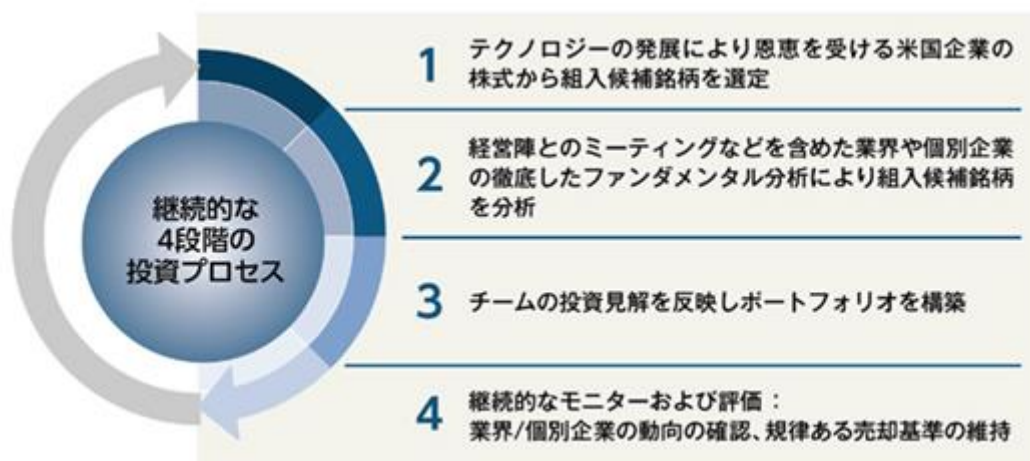 継続的な
4段階の
投資プロセス
1
テクノロジーの発展により恩恵を受ける米国企業の
株式から組入候補銘柄を選定
2
経営陣とのミーティングなどを含めた業界や個別企業
の徹底したファンダメンタル分析により組入候補銘柄
を分析
3
チームの投資見解を反映しポートフォリオを構築
4
継続的なモニターおよび評価：
業界/個別企業の動向の確認、規律ある売却基準の維持